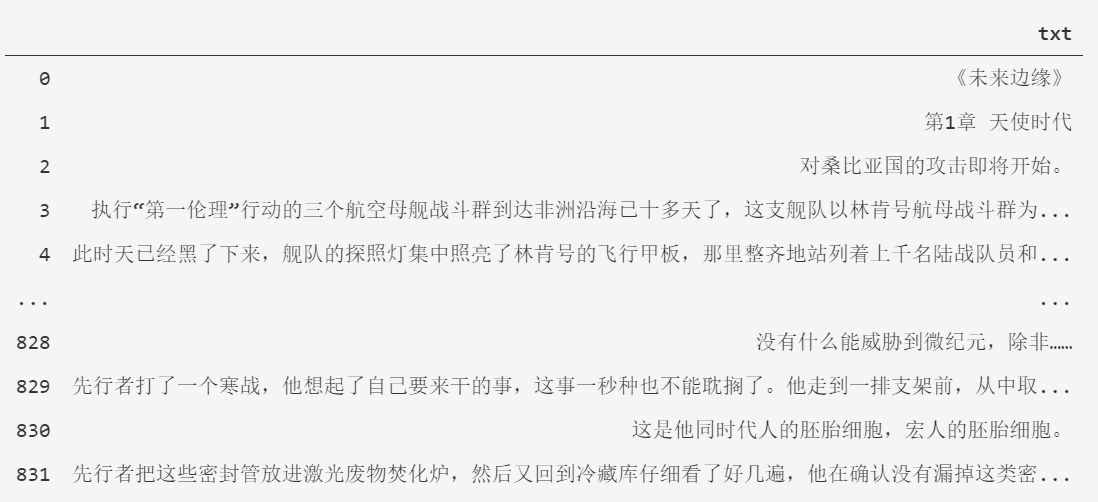 txt
0 《未来边缘》
1 第1章 天使时代
2 对桑比亚国的攻击即将开始。
3 执行“第一伦理”行动的三个航空母舰战斗群到达非洲沿海已十多天了，这支舰队以林肯号航母战斗群为...
4 此时天已经黑了下来，舰队的探照灯集中照亮了林肯号的飞行甲板，那里整齐地站列着上千名陆战队员和...
... ...
828 没有什么能威胁到微纪元，除非……
829 先行者打了一个寒战，他想起了自己要来干的事，这事一秒种也不能耽搁了。他走到一排支架前，从中取...
830 这是他同时代人的胚胎细胞，宏人的胚胎细胞。
831 先行者把这些密封管放进激光废物焚化炉，然后又回到冷藏库仔细看了好几遍，他在确认没有漏掉这类密...